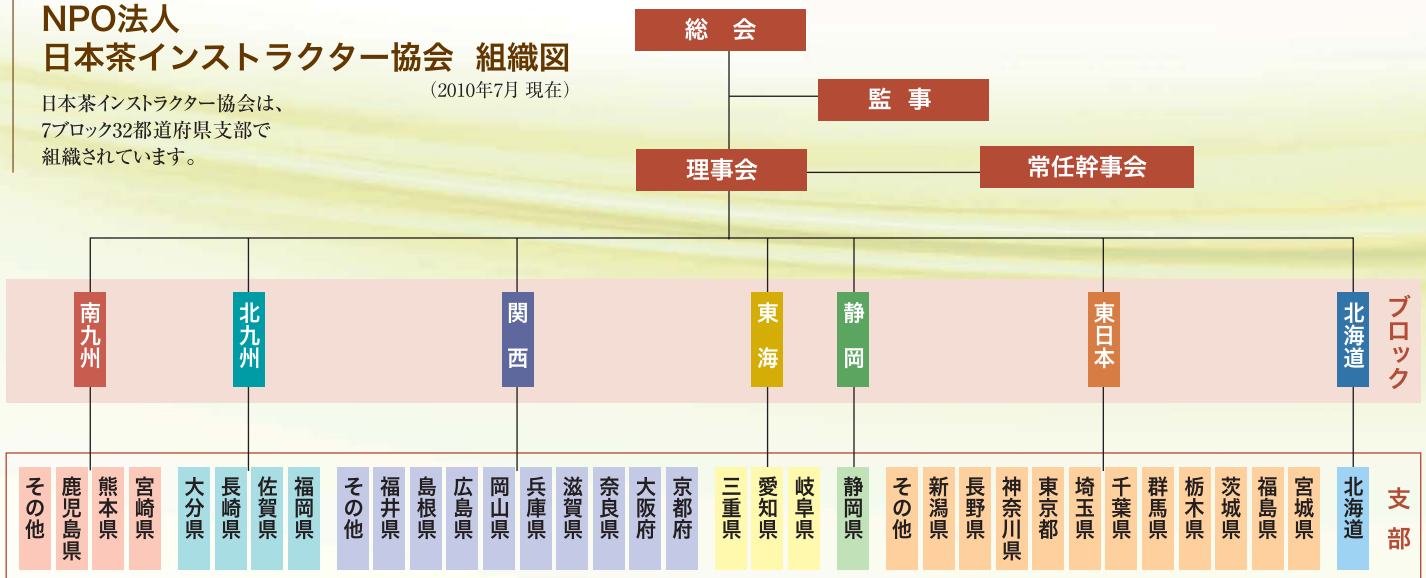 NPO法人
日本茶インストラクター協会 組織図
（2010年7月 現在）
日本茶インストラクター協会は、
7ブロック32都道府県支部で
組織されています。
総 会
監 事
理事会
常任幹事会
ブロック
北海道
東日本
静岡
東海
関西
北九州
南九州
支部
北海道
宮城県
福島県
茨城県
栃木県
群馬県
千葉県
埼玉県
東京都
神奈川県
長野県
新潟県
その他
静岡県
岐阜県
愛知県
三重県
京都府
大阪府
奈良県
滋賀県
兵庫県
岡山県
広島県
島根県
福井県
その他
福岡県
佐賀県
長崎県
大分県
宮崎県
熊本県
鹿児島県
その他